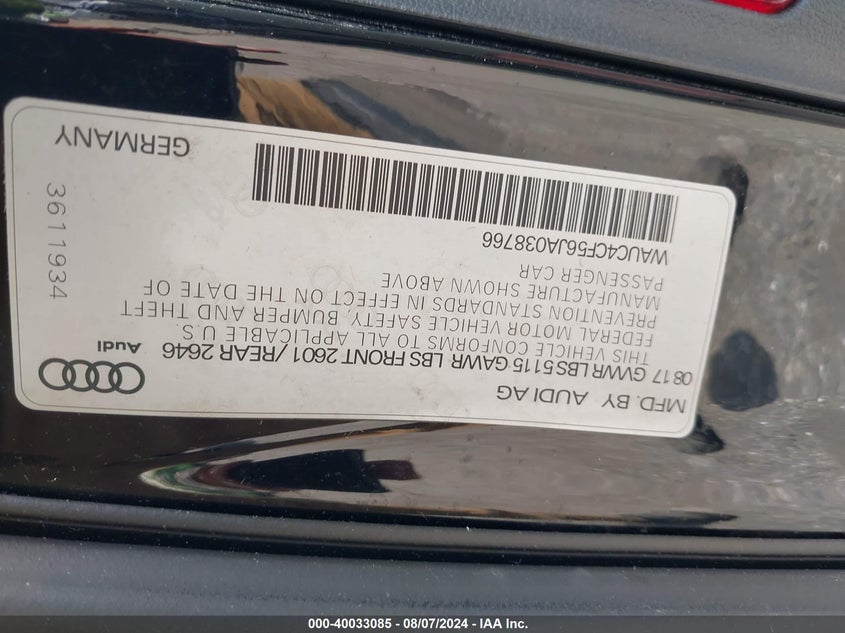 MFD. BY AUDI AG
0817 GVWR LBS 5115 GAWR LBS FRONT 2601 / REAR 2646
THIS VEHICLE CONFORMS TO ALL APPLICABLE U.S.
FEDERAL MOTOR VEHICLE SAFETY, BUMPER AND THEFT
PREVENTION STANDARDS IN EFFECT ON THE DATE OF
MANUFACTURE SHOWN ABOVE
PASSENGER CAR
WAUC4CF56JA038766
GERMANY
Audi
3611934
000-40033085 - 08/07/2024 - IAA Inc.